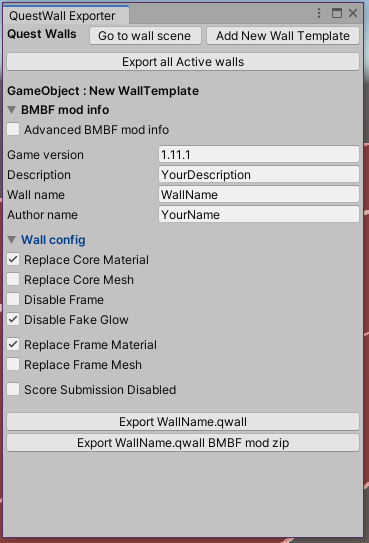 QuestWall Exporter
Quest Walls Go to wall scene Add New Wall Template
Export all Active walls
GameObject : New WallTemplate
BMBF mod info
Advanced BMBF mod info
Game version 1.11.1
Description YourDescription
Wall name WallName
Author name YourName
Wall config
Replace Core Material
Replace Core Mesh
Disable Frame
Disable Fake Glow
Replace Frame Material
Replace Frame Mesh
Score Submission Disabled
Export WallName.qwall
Export WallName.qwall BMBF mod zip